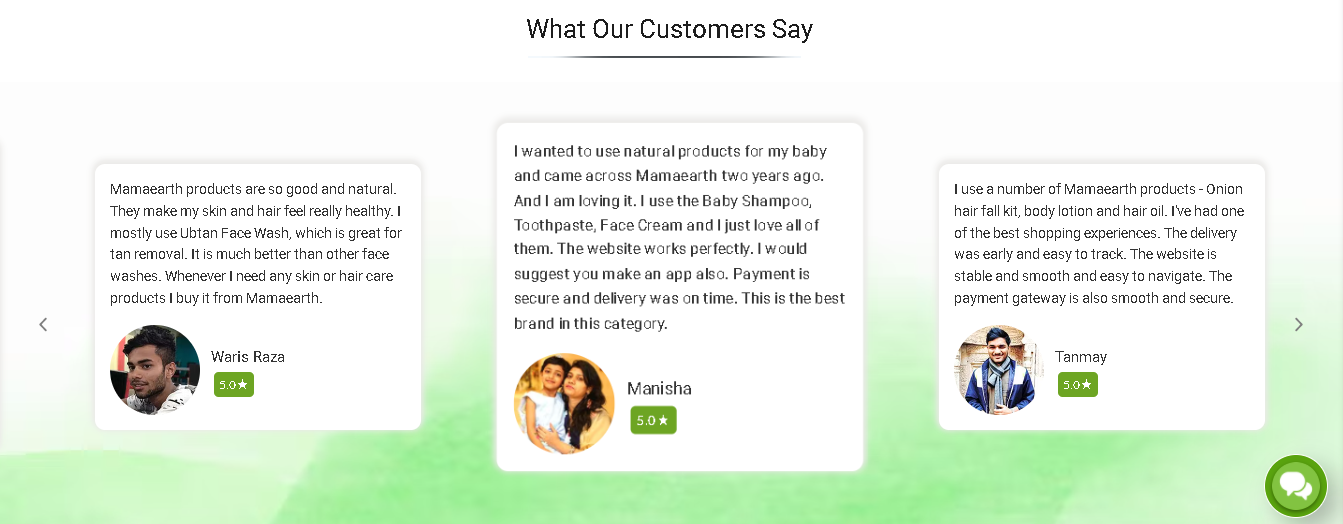 What Our Customers Say
Mamaearth products are so good and natural.
They make my skin and hair feel really healthy. I
mostly use Ubtan Face Wash, which is great for
tan removal. It is much better than other face
washes. Whenever I need any skin or hair care
products I buy it from Mamaearth.
Waris Raza
5.0★
I wanted to use natural products for my baby
and came across Mamaearth two years ago.
And I am loving it. I use the Baby Shampoo,
Toothpaste, Face Cream and I just love all of
them. The website works perfectly. I would
suggest you make an app also. Payment is
secure and delivery was on time. This is the best
brand in this category.
Manisha
5.0★
I use a number of Mamaearth products - Onion
hair fall kit, body lotion and hair oil. I've had one
of the best shopping experiences. The delivery
was early and easy to track. The website is
stable and smooth and easy to navigate. The
payment gateway is also smooth and secure.
Tanmay
5.0★